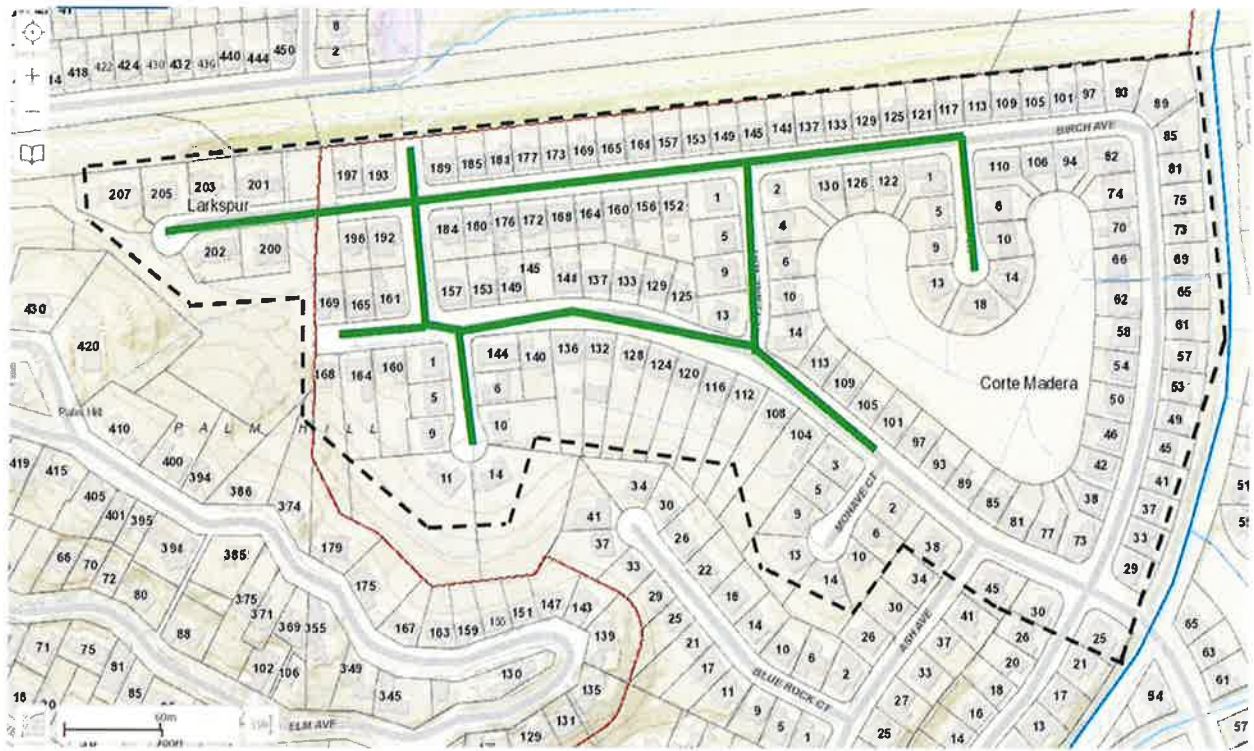 8
418 422 424 430 432 436 440 444 450
2
207 205 203 201 197 193 189 185 181 177 173 169 165 161 157 153 149 145 141 137 133 129 125 121 117 113 109 105 101 97 93 89
BIRCH AVE
85
Larkspur
202 200 196 192 184 180 176 172 168 164 160 156 152 1 2 130 126 122 1 110 106 94 82 81
4 5 6 74 75
5 6 9 10 70 73
169 165 161 157 153 149 145 141 137 133 129 125 9 10 13 14 18 66 69
13 14 62 65
430
420
168 164 160 1 144 140 136 132 128 124 120 116 112 113 109 58 61
5 6 108 105 54 57
Corte Madera
Palm Hill
PALM HILL
410 9 10 104 101 50 53
400 394 386 374 11 14 3 97 93 46 49
419 415 405 401 395 394 385 5 89 42 45
34 30 9 85 38 41
MOHAVE CT
41 37 26 13 10 14 6 2 81 77 73 37 33
179 175 33 22 38 29
66 70 72 80 375 371 369 355 167 163 159 155 151 147 143 29 18 34 45 30 25
88 139 25 14 30 41 26 21
ASH AVE
71 75 81 85 102 106 349 345 130 135 21 17 11 10 6 2 26 37 33 20 17 65 63 61
BLUE ROCK CT
18 54
27 16
ELM AVE
129 131 9 5 1 25 14 13 57
51
60m